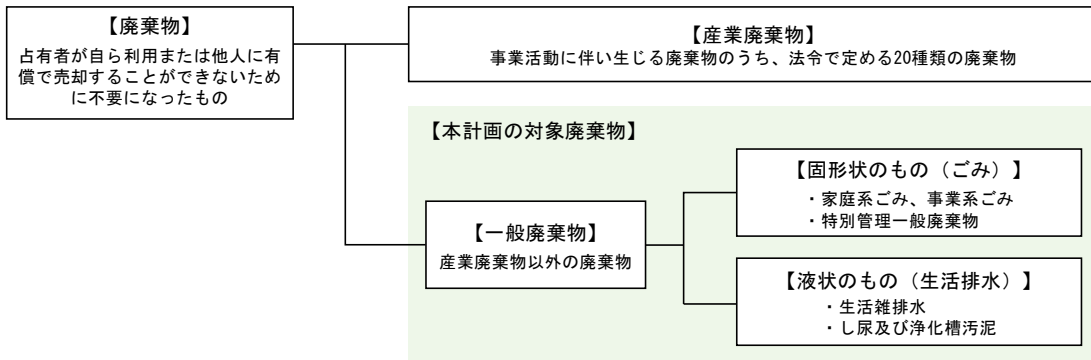 【廃棄物】
占有者が自ら利用または他人に有
償で売却することができないため
に不要になったもの
【産業廃棄物】
事業活動に伴い生じる廃棄物のうち、法令で定める20種類の廃棄物
【本計画の対象廃棄物】
【一般廃棄物】
産業廃棄物以外の廃棄物
【固形状のもの（ごみ）】
・家庭系ごみ、事業系ごみ
・特別管理一般廃棄物
【液状のもの（生活排水）】
・生活雑排水
・し尿及び浄化槽汚泥